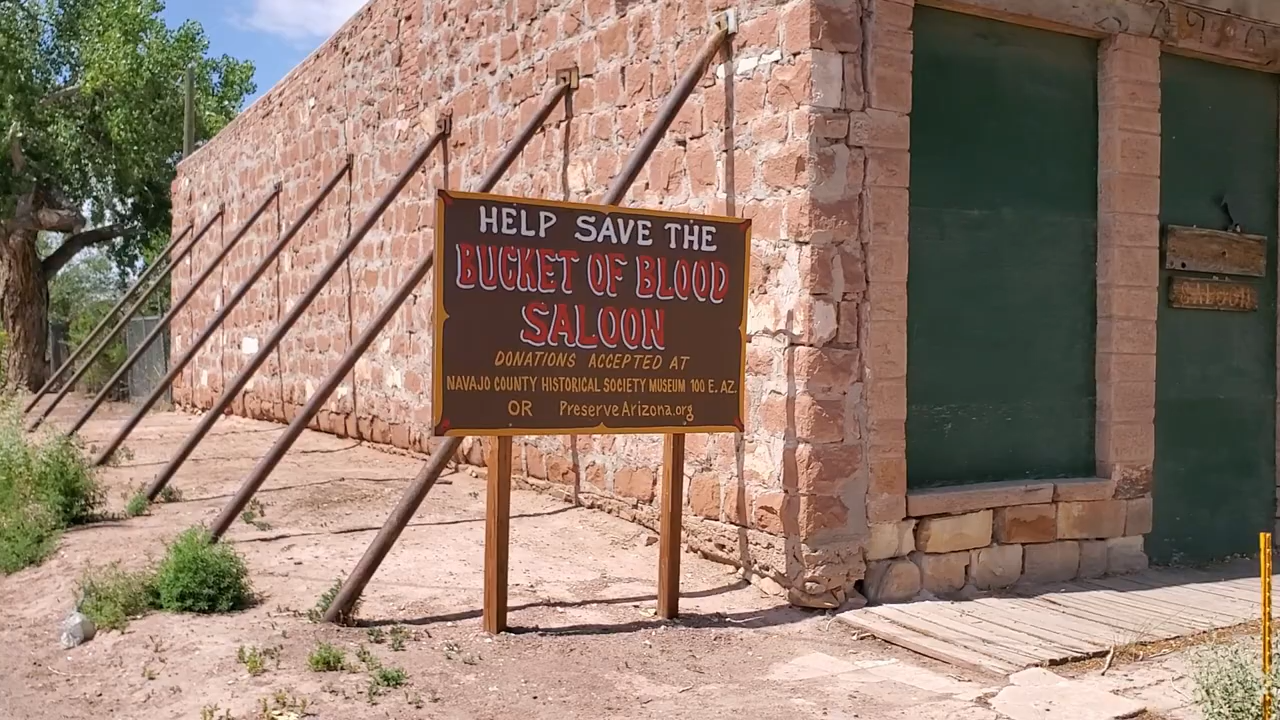 HELP SAVE THE
BUCKET OF BLOOD
SALOON
DONATIONS ACCEPTED AT
NAVAJO COUNTY HISTORICAL SOCIETY MUSEUM 100 E. AZ.
OR PreserveArizona.org
SALOON